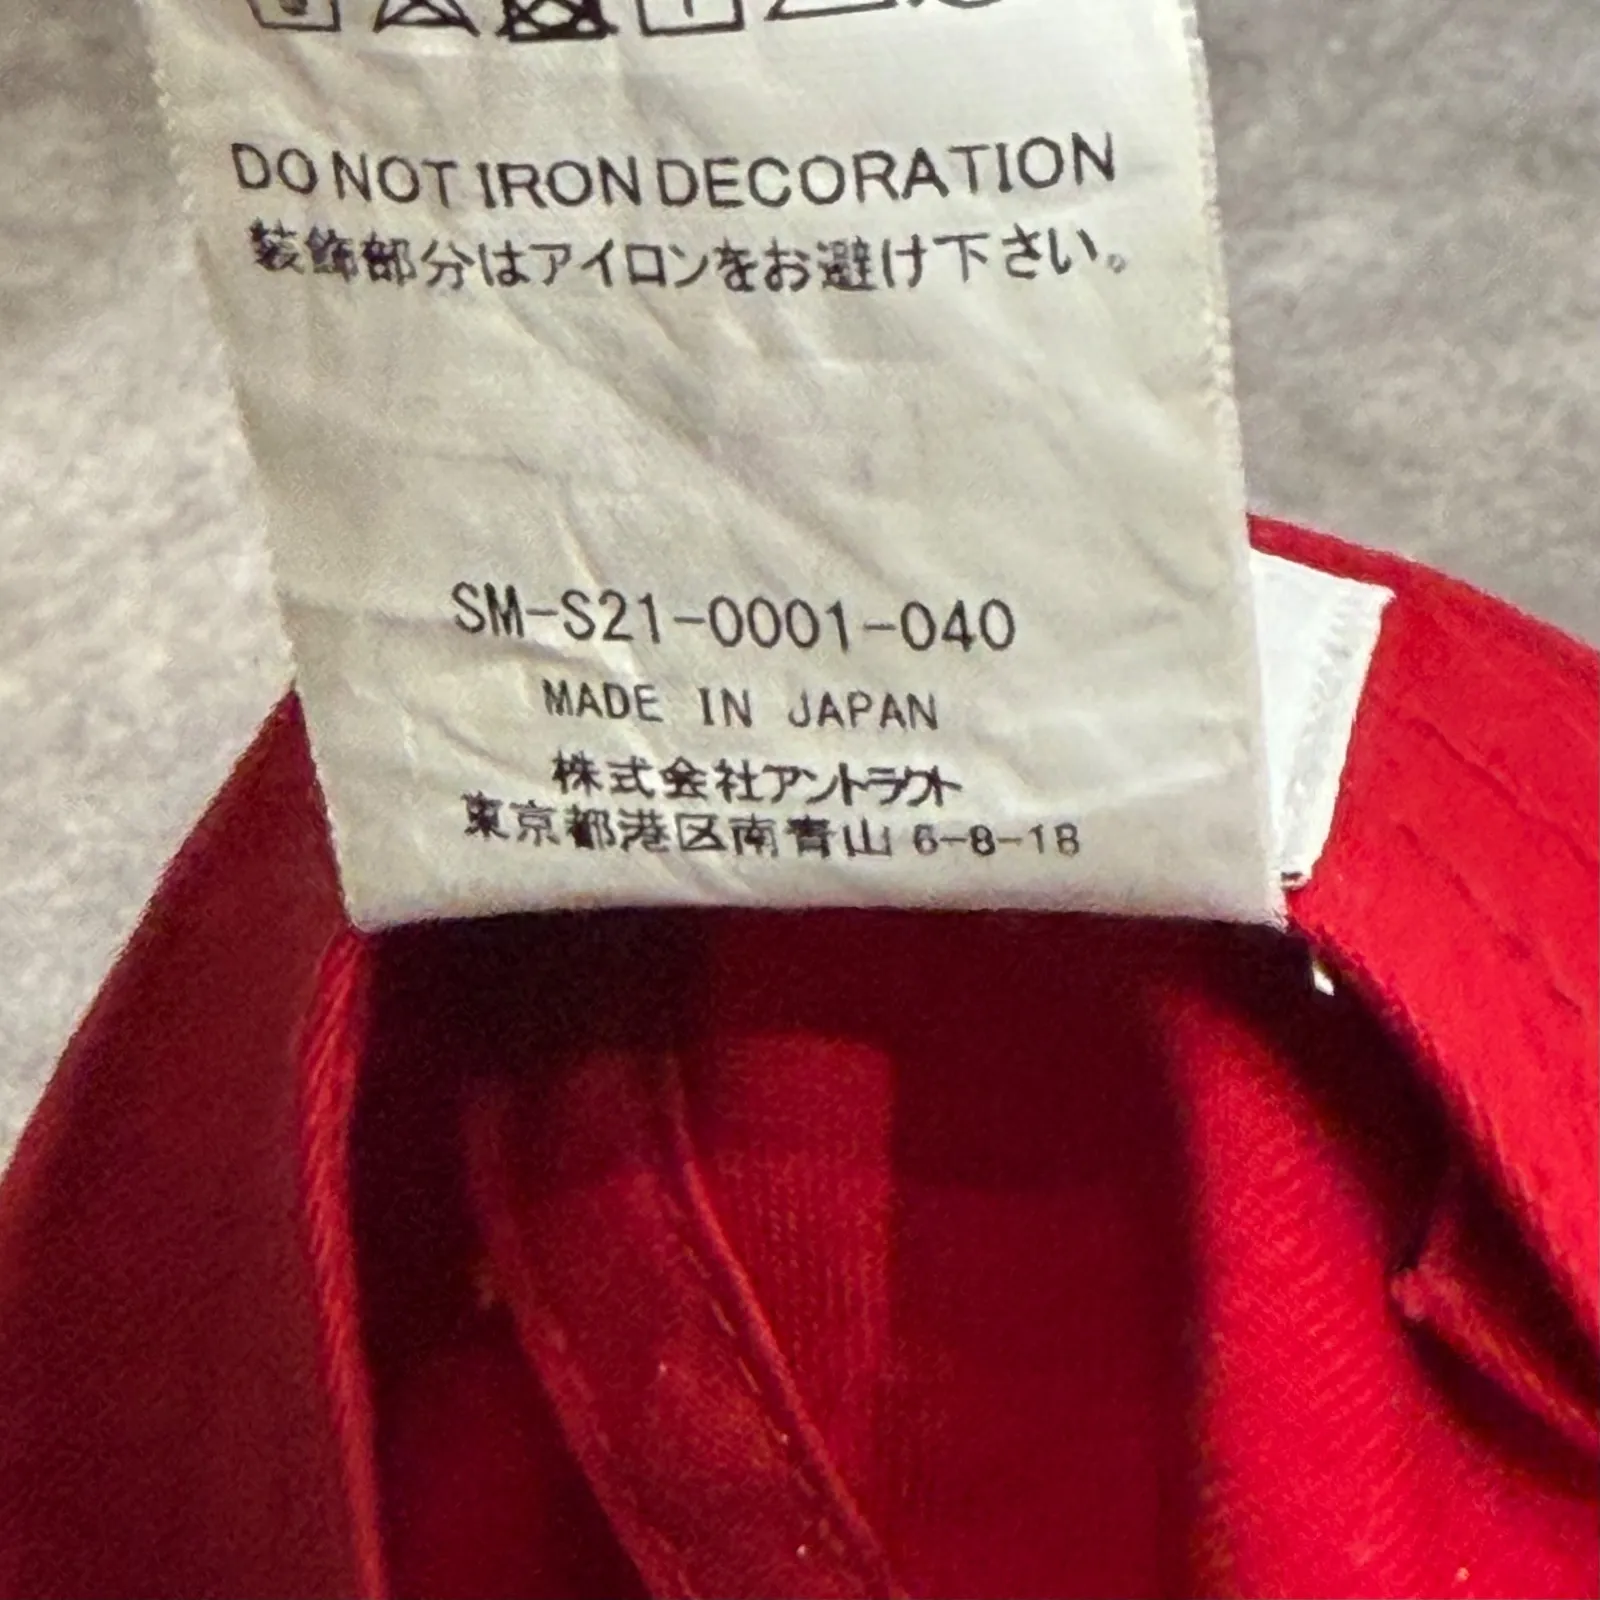 DO NOT IRON DECORATION
装飾部分はアイロンをお避け下さい。
SM-S21-0001-040
MADE IN JAPAN
株式会社アントラクト
東京都港区南青山 6-8-18